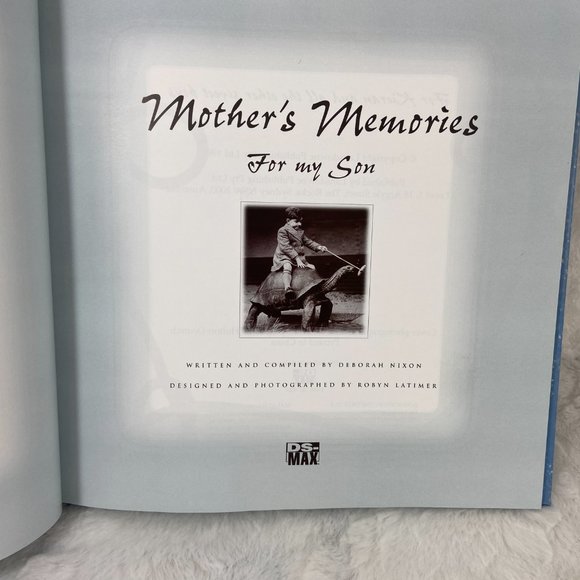 Mother's Memories
For my Son
WRITTEN AND COMPILED BY DEBORAH NIXON
DESIGNED AND PHOTOGRAPHED BY ROBYN LATIMER
DS-
MAX